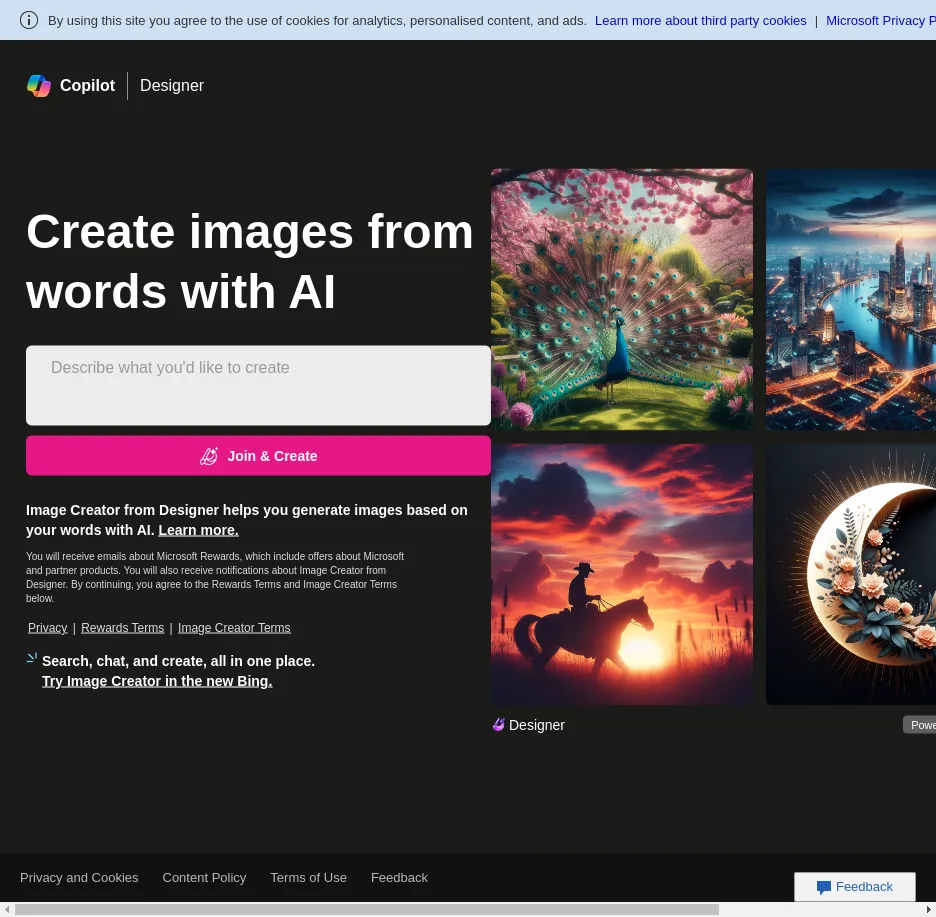 By using this site you agree to the use of cookies for analytics, personalised content, and ads. Learn more about third party cookies | Microsoft Privacy P
Copilot | Designer
Create images from
words with AI
Describe what you'd like to create
Join & Create
Image Creator from Designer helps you generate images based on
your words with AI. Learn more.
You will receive emails about Microsoft Rewards, which include offers about Microsoft
and partner products. You will also receive notifications about Image Creator from
Designer. By continuing, you agree to the Rewards Terms and Image Creator Terms
below.
Privacy | Rewards Terms | Image Creator Terms
Search, chat, and create, all in one place.
Try Image Creator in the new Bing.
Designer
Powe
Privacy and Cookies Content Policy Terms of Use Feedback
Feedback